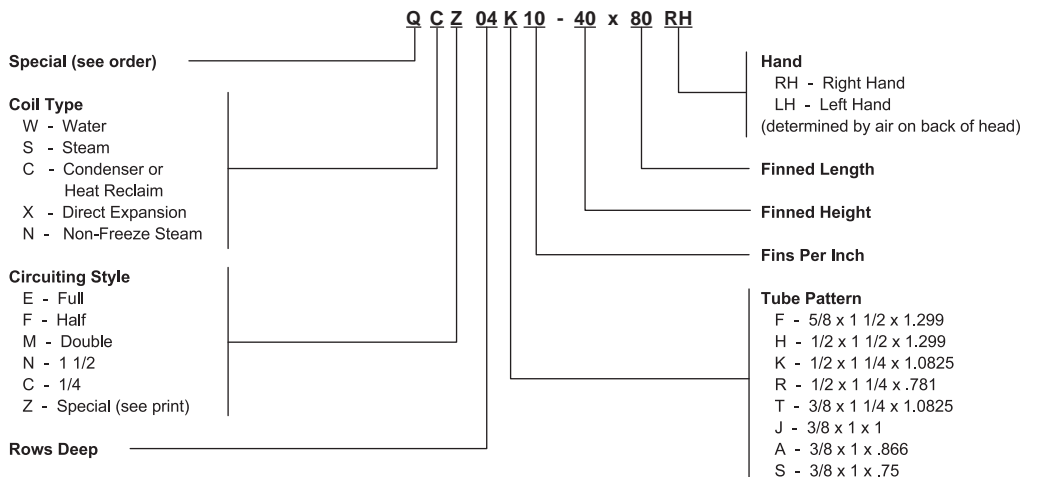 Q C Z 04 K 10 - 40 x 80 RH
Special (see order)
Coil Type
W - Water
S - Steam
C - Condenser or
Heat Reclaim
X - Direct Expansion
N - Non-Freeze Steam
Circuiting Style
E - Full
F - Half
M - Double
N - 1 1/2
C - 1/4
Z - Special (see print)
Rows Deep
Hand
RH - Right Hand
LH - Left Hand
(determined by air on back of head)
Finned Length
Finned Height
Fins Per Inch
Tube Pattern
F - 5/8 x 1 1/2 x 1.299
H - 1/2 x 1 1/2 x 1.299
K - 1/2 x 1 1/4 x 1.0825
R - 1/2 x 1 1/4 x .781
T - 3/8 x 1 1/4 x 1.0825
J - 3/8 x 1 x 1
A - 3/8 x 1 x .866
S - 3/8 x 1 x .75